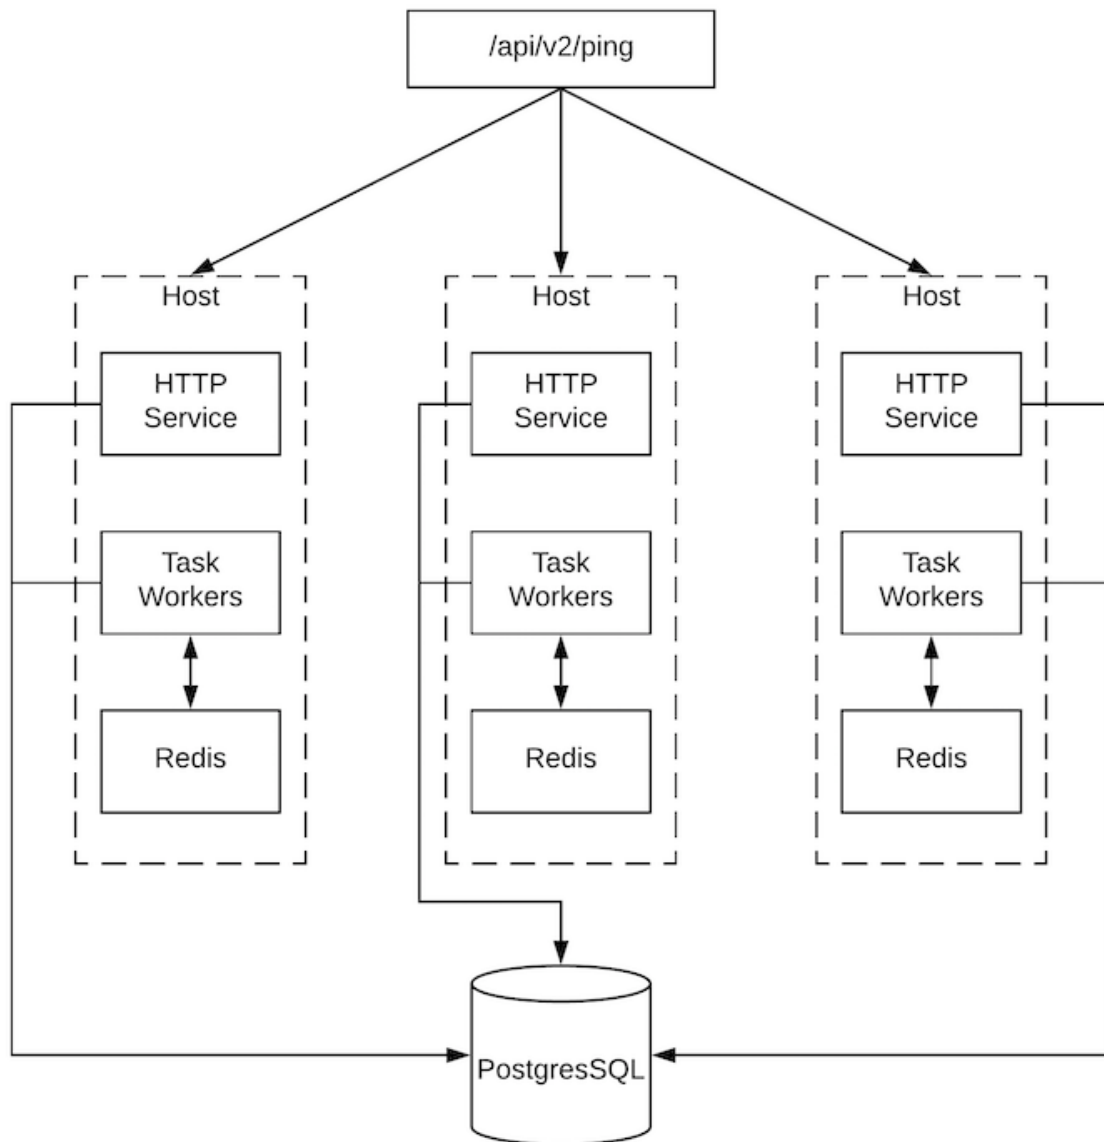 /api/v2/ping
Host
Host
Host
HTTP
Service
HTTP
Service
HTTP
Service
Task
Workers
Task
Workers
Task
Workers
Redis
Redis
Redis
PostgresSQL